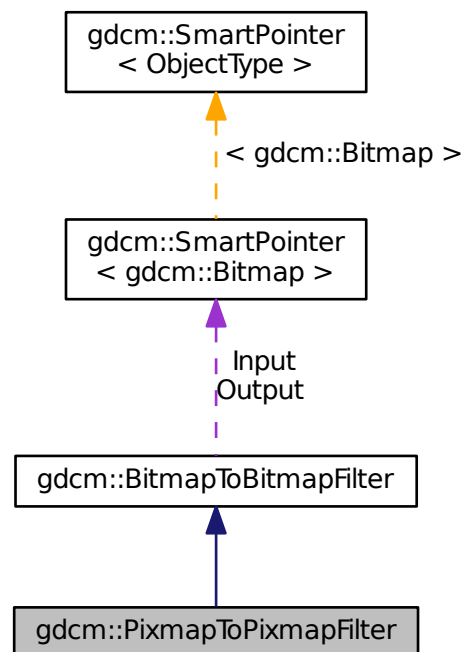 gdcm::SmartPointer
< ObjectType >
< gdcm::Bitmap >
gdcm::SmartPointer
< gdcm::Bitmap >
Input
Output
gdcm::BitmapToBitmapFilter
gdcm::PixmapToPixmapFilter